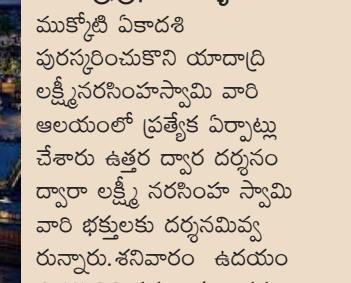 ముక్కోటి ఏకాదశి
పురస్కరించుకొని యాదాద్రి
లక్ష్మీనరసింహస్వామి వారి
ఆలయంలో ప్రత్యేక ఏర్పాట్లు
చేశారు ఉత్తర ద్వార దర్శనం
ద్వారా లక్ష్మీ నరసింహ స్వామి
వారి భక్తులకు దర్శనమివ్వ
రున్నారు. శనివారం ఉదయం